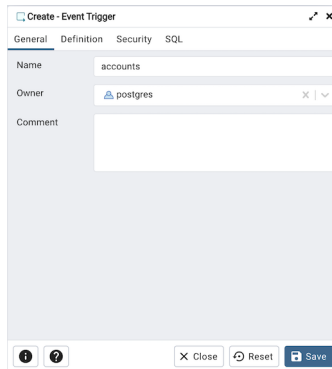 Create - Event Trigger
General Definition Security SQL
Name accounts
Owner postgres
Comment
Close Reset Save